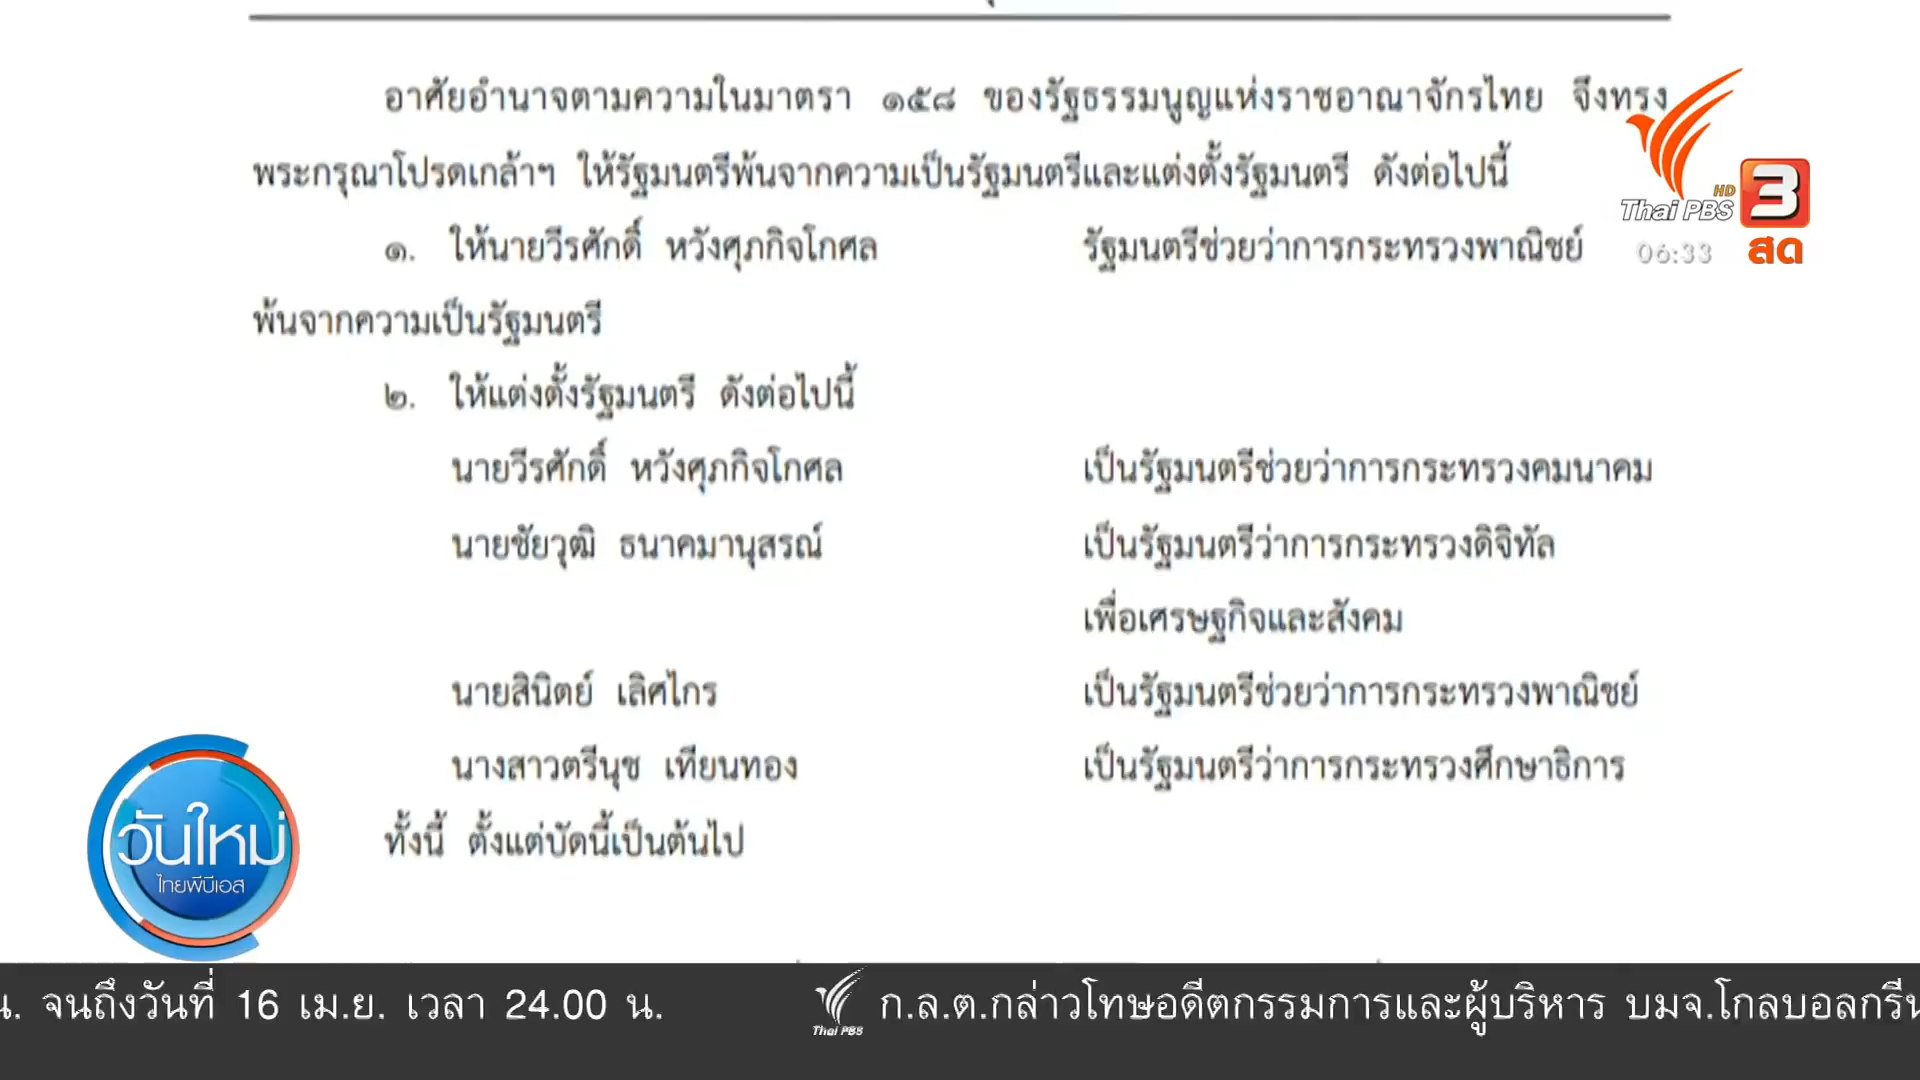 อาศัยอำนาจตามความในมาตรา ๑๕๘ ของรัฐธรรมนูญแห่งราชอาณาจักรไทย จึงทรง
พระกรุณาโปรดเกล้าฯ ให้รัฐมนตรีพ้นจากความเป็นรัฐมนตรีและแต่งตั้งรัฐมนตรี ดังต่อไปนี้
๑. ให้นายวีรศักดิ์ หวังศุภกิจโกศล รัฐมนตรีช่วยว่าการกระทรวงพาณิชย์
พ้นจากความเป็นรัฐมนตรี
๒. ให้แต่งตั้งรัฐมนตรี ดังต่อไปนี้
นายวีรศักดิ์ หวังศุภกิจโกศล เป็นรัฐมนตรีช่วยว่าการกระทรวงคมนาคม
นายชัยวุฒิ ธนาคมานุสรณ์ เป็นรัฐมนตรีว่าการกระทรวงดิจิทัล
เพื่อเศรษฐกิจและสังคม
นายสินิตย์ เลิศไกร เป็นรัฐมนตรีช่วยว่าการกระทรวงพาณิชย์
นางสาวตรีนุช เทียนทอง เป็นรัฐมนตรีว่าการกระทรวงศึกษาธิการ
ทั้งนี้ ตั้งแต่บัดนี้เป็นต้นไป
Thai PBS HD 3
06:33 สด
วันใหม่
ไทยพีบีเอส
น. จนถึงวันที่ 16 เม.ย. เวลา 24.00 น. Thai PBS ก.ล.ต.กล่าวโทษอดีตกรรมการและผู้บริหาร บมจ.โกลบอลกรีน